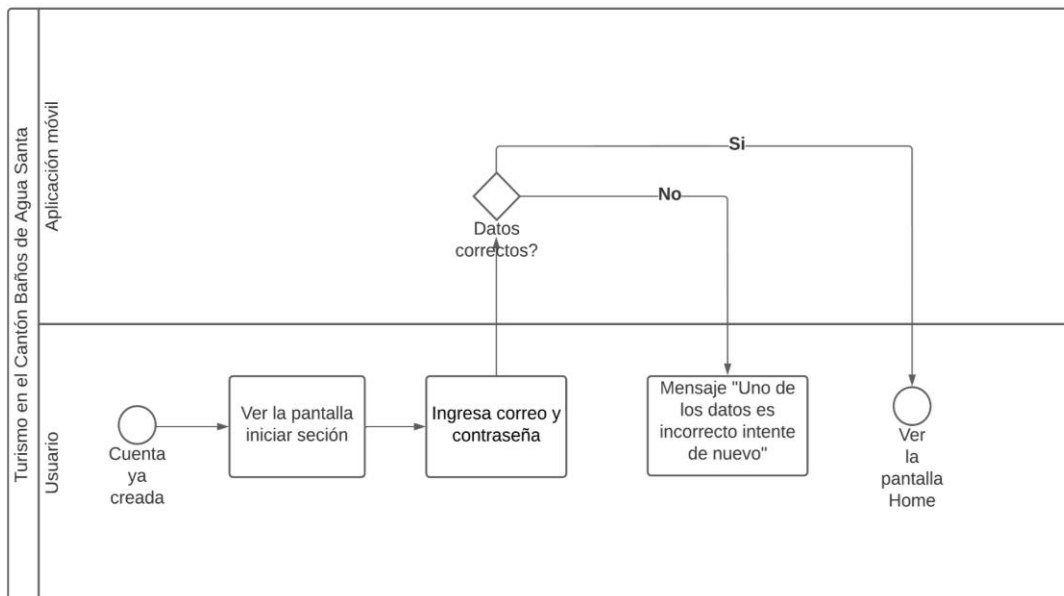 Turismo en el Cantón Baños de Agua Santa
Aplicación móvil
Si
No
Datos
correctos?
Usuario
Cuenta
ya
creada
Ver la pantalla
iniciar seción
Ingresa correo y
contraseña
Mensaje "Uno de
los datos es
incorrecto intente
de nuevo"
Ver
la
pantalla
Home